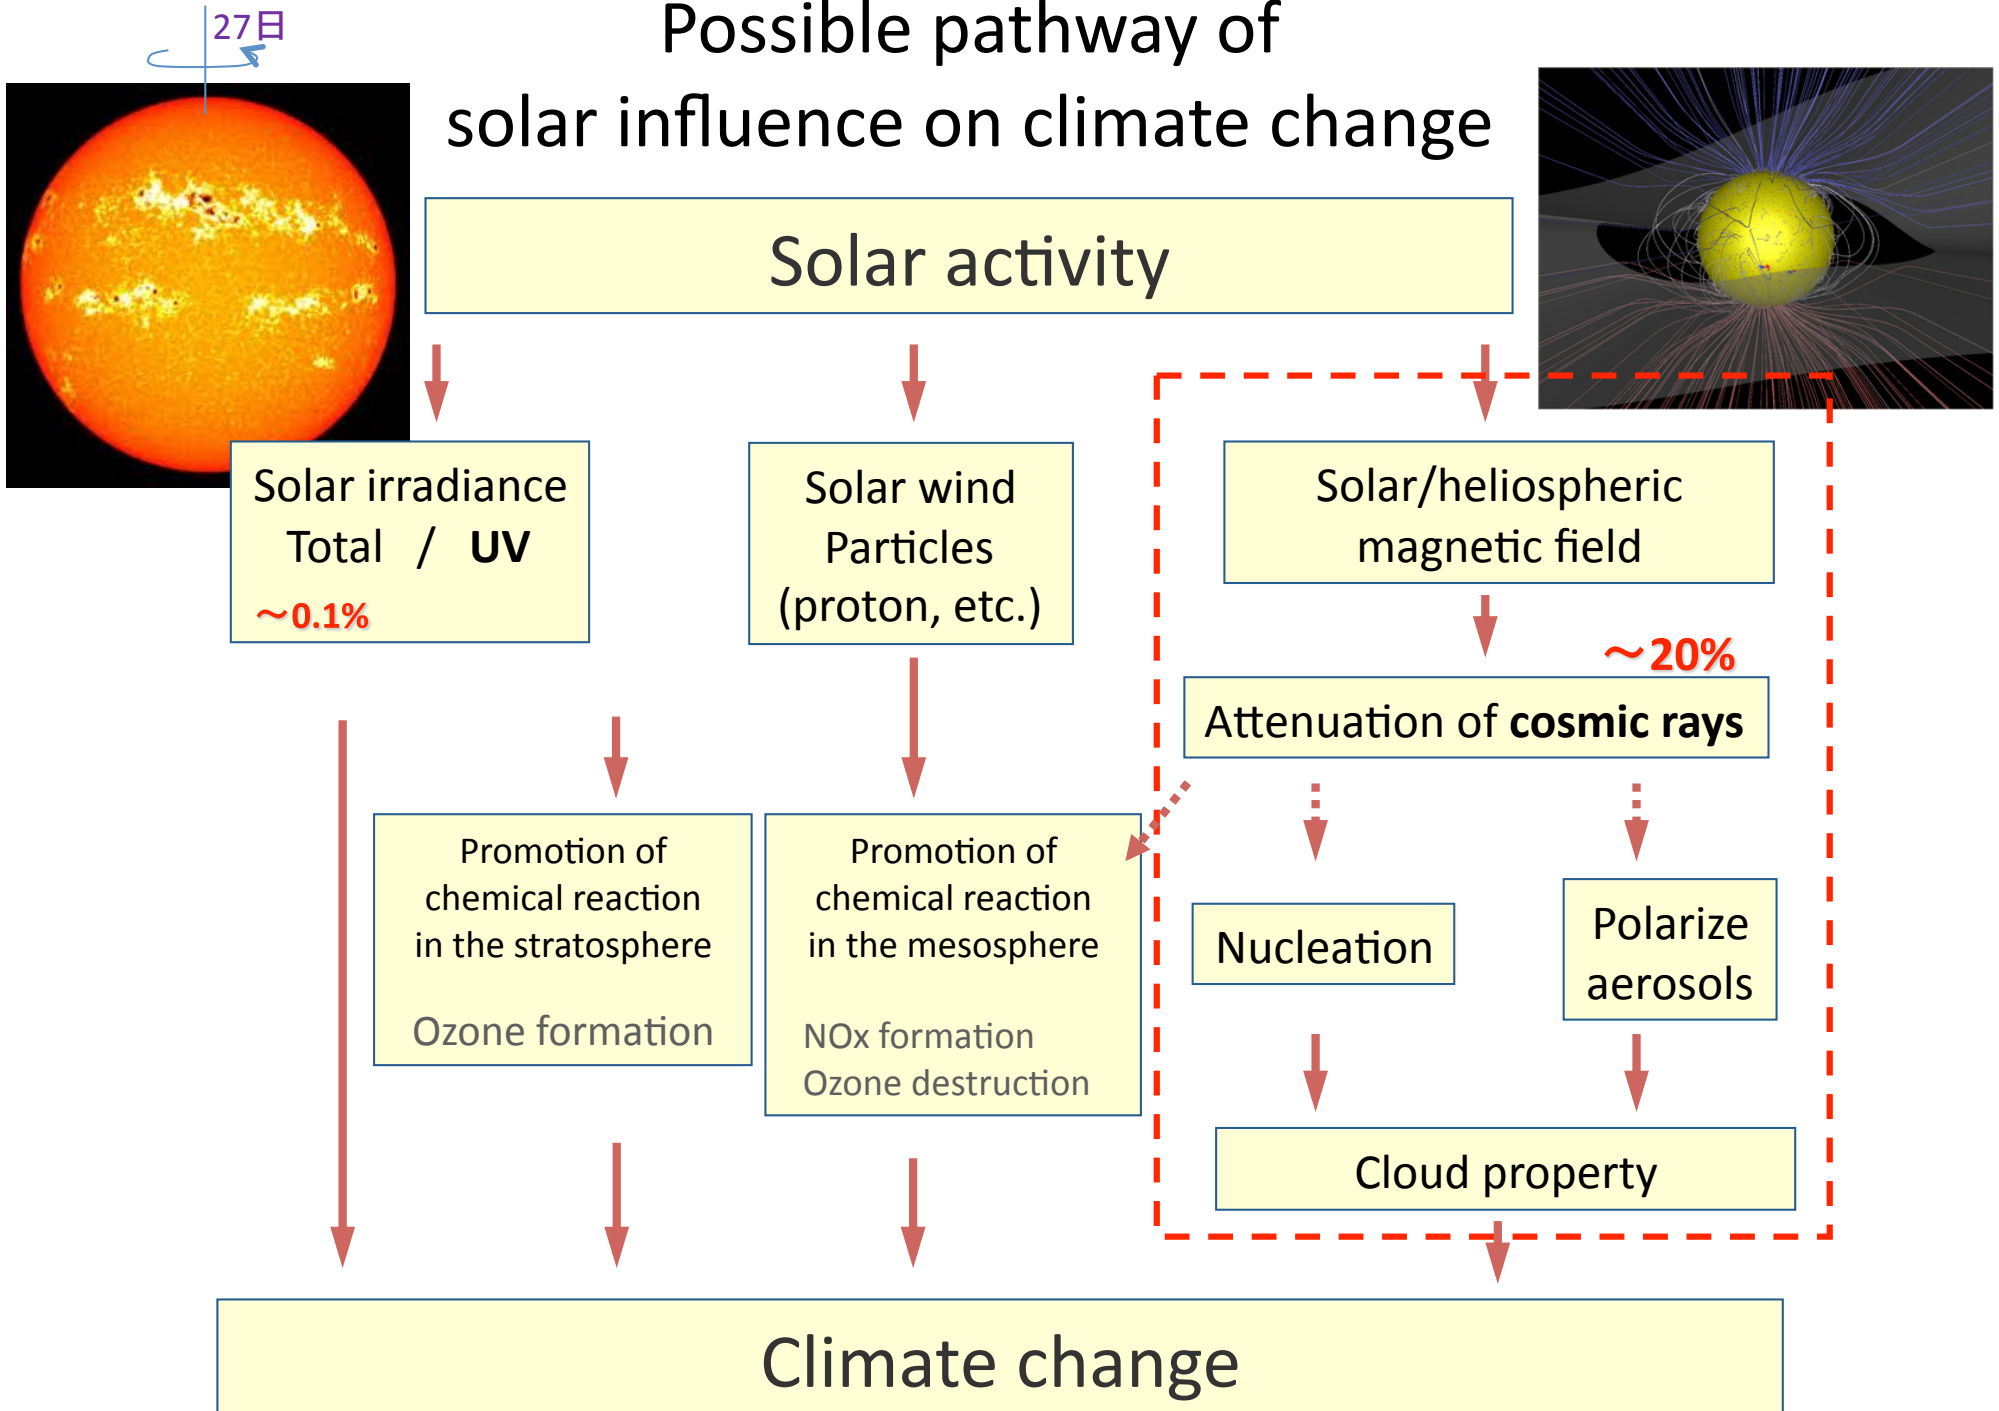 27日
Possible pathway of
solar influence on climate change
Solar activity
Solar irradiance
Total / UV
～0.1%
Solar wind
Particles
(proton, etc.)
Solar/heliospheric
magnetic field
～20%
Attenuation of cosmic rays
Promotion of
chemical reaction
in the stratosphere
Ozone formation
Promotion of
chemical reaction
in the mesosphere
NOx formation
Ozone destruction
Nucleation
Polarize
aerosols
Cloud property
Climate change